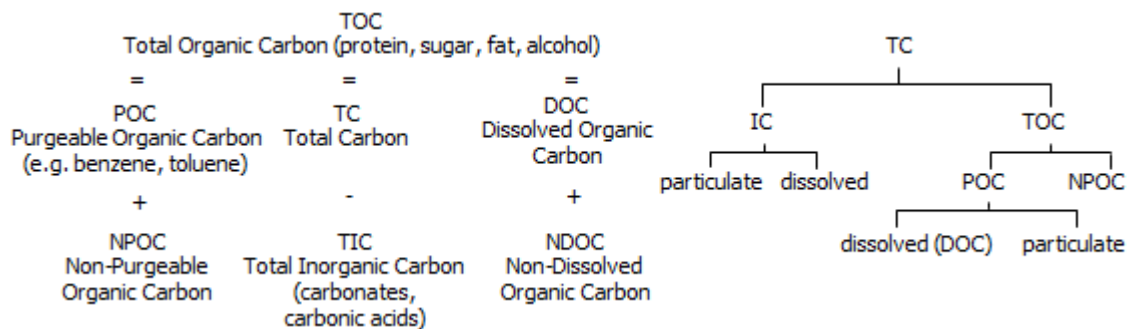 TOC
Total Organic Carbon (protein, sugar, fat, alcohol)
= = =
POC TC DOC
Purgeable Organic Carbon Total Carbon Dissolved Organic
(e.g. benzene, toluene) Carbon
+ - +
NPOC TIC NDOC
Non-Purgeable Total Inorganic Carbon Non-Dissolved
Organic Carbon (carbonates, Organic Carbon
carbonic acids)
TC
IC TOC
particulate dissolved POC NPOC
dissolved (DOC) particulate